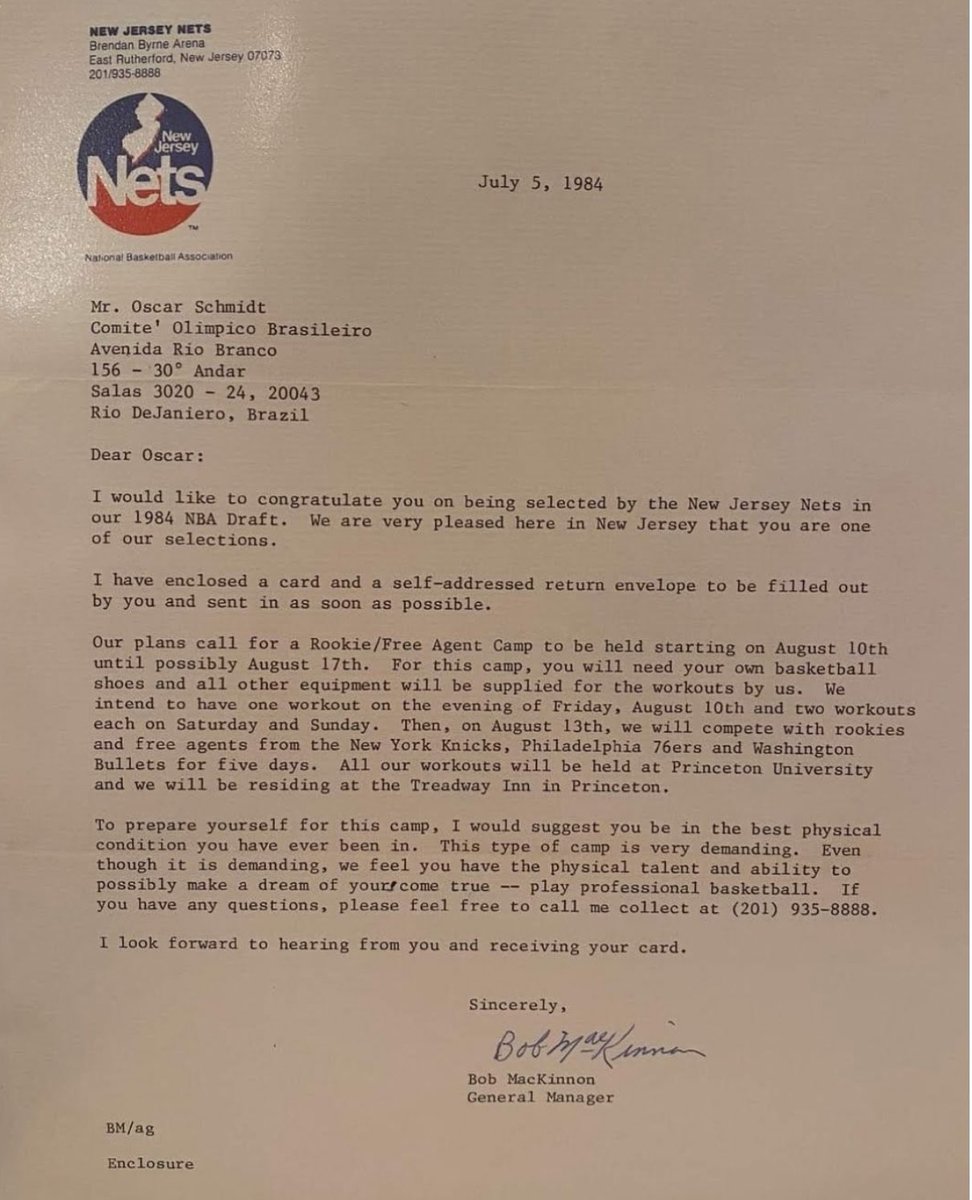 NEW JERSEY NETS
Brendan Byrne Arena
East Rutherford, New Jersey 07073
201/935-8888
New
Jersey
Nets
TM
National Basketball Association
July 5, 1984
Mr. Oscar Schmidt
Comite' Olimpico Brasileiro
Avenida Rio Branco
156 - 30° Andar
Salas 3020 - 24, 20043
Rio DeJaniero, Brazil
Dear Oscar:
I would like to congratulate you on being selected by the New Jersey Nets in
our 1984 NBA Draft. We are very pleased here in New Jersey that you are one
of our selections.
I have enclosed a card and a self-addressed return envelope to be filled out
by you and sent in as soon as possible.
Our plans call for a Rookie/Free Agent Camp to be held starting on August 10th
until possibly August 17th. For this camp, you will need your own basketball
shoes and all other equipment will be supplied for the workouts by us. We
intend to have one workout on the evening of Friday, August 10th and two workouts
each on Saturday and Sunday. Then, on August 13th, we will compete with rookies
and free agents from the New York Knicks, Philadelphia 76ers and Washington
Bullets for five days. All our workouts will be held at Princeton University
and we will be residing at the Treadway Inn in Princeton.
To prepare yourself for this camp, I would suggest you be in the best physical
condition you have ever been in. This type of camp is very demanding. Even
though it is demanding, we feel you have the physical talent and ability to
possibly make a dream of yours come true -- play professional basketball. If
you have any questions, please feel free to call me collect at (201) 935-8888.
I look forward to hearing from you and receiving your card.
Sincerely,
Bob MacKinnon
Bob MacKinnon
General Manager
BM/ag
Enclosure